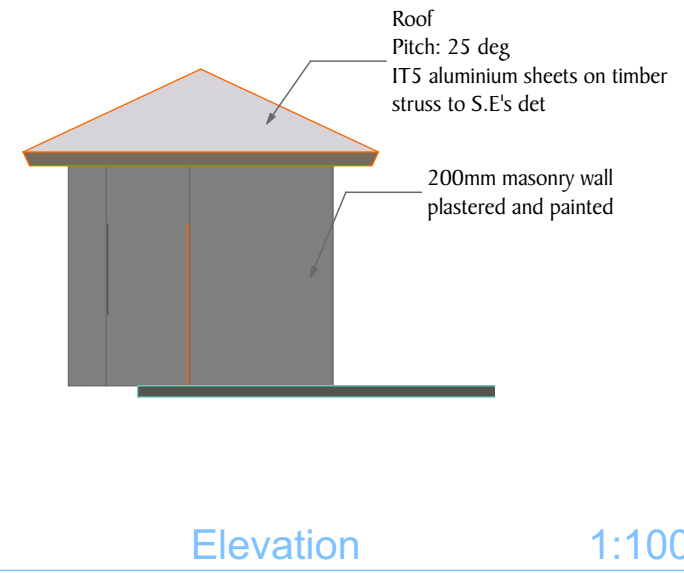 Roof
Pitch: 25 deg
IT5 aluminium sheets on timber
struss to S.E's det
200mm masonry wall
plastered and painted
Elevation 1:100